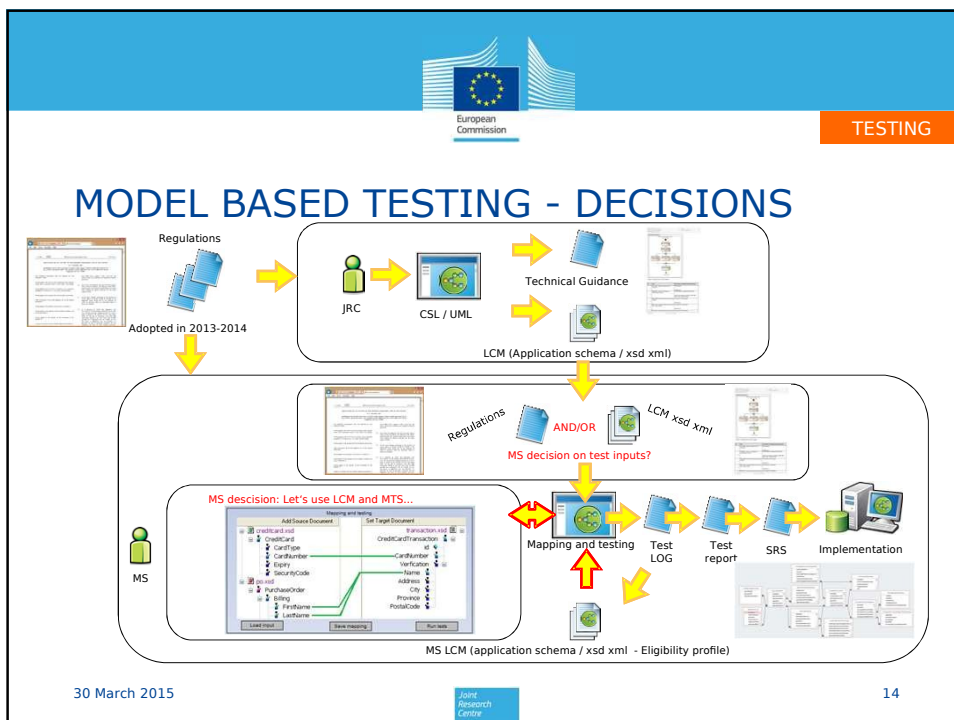 European
Commission
TESTING
MODEL BASED TESTING - DECISIONS
Regulations
Adopted in 2013-2014
JRC
CSL / UML
Technical Guidance
LCM (Application schema / xsd xml)
Regulations
AND/OR
LCM xsd xml
MS decision on test inputs?
MS descision: Let's use LCM and MTS...
Mapping and testing
Add Source Document
Set Target Document
creditcard.xsd
transaction.xsd
CreditCard
CreditCardTransaction
CardType
id
CardNumber
CardNumber
Expiry
Verfication
SecurityCode
Name
po.xsd
Address
PurchaseOrder
City
Billing
Province
FirstName
PostalCode
LastName
Load input
Save mapping
Run tests
MS
Mapping and testing
Test
LOG
Test
report
SRS
Implementation
MS LCM (application schema / xsd xml - Eligibility profile)
30 March 2015
Joint
Research
Centre
14